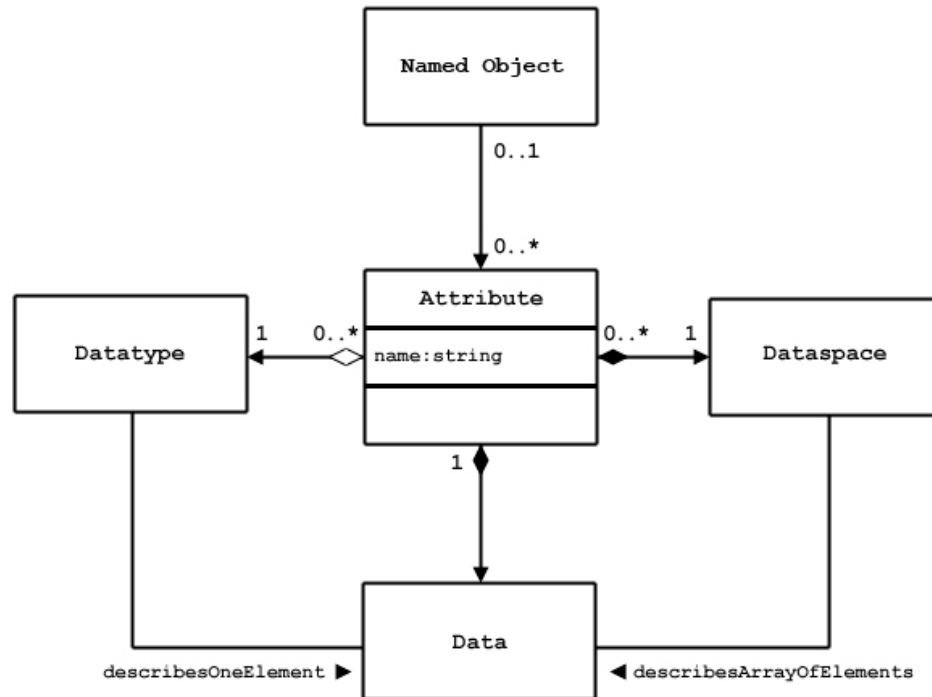 Named Object
0..1
0..*
Attribute
Datatype
1
0..*
name:string
0..*
1
Dataspace
1
Data
describesOneElement ►
◄ describesArrayOfElements